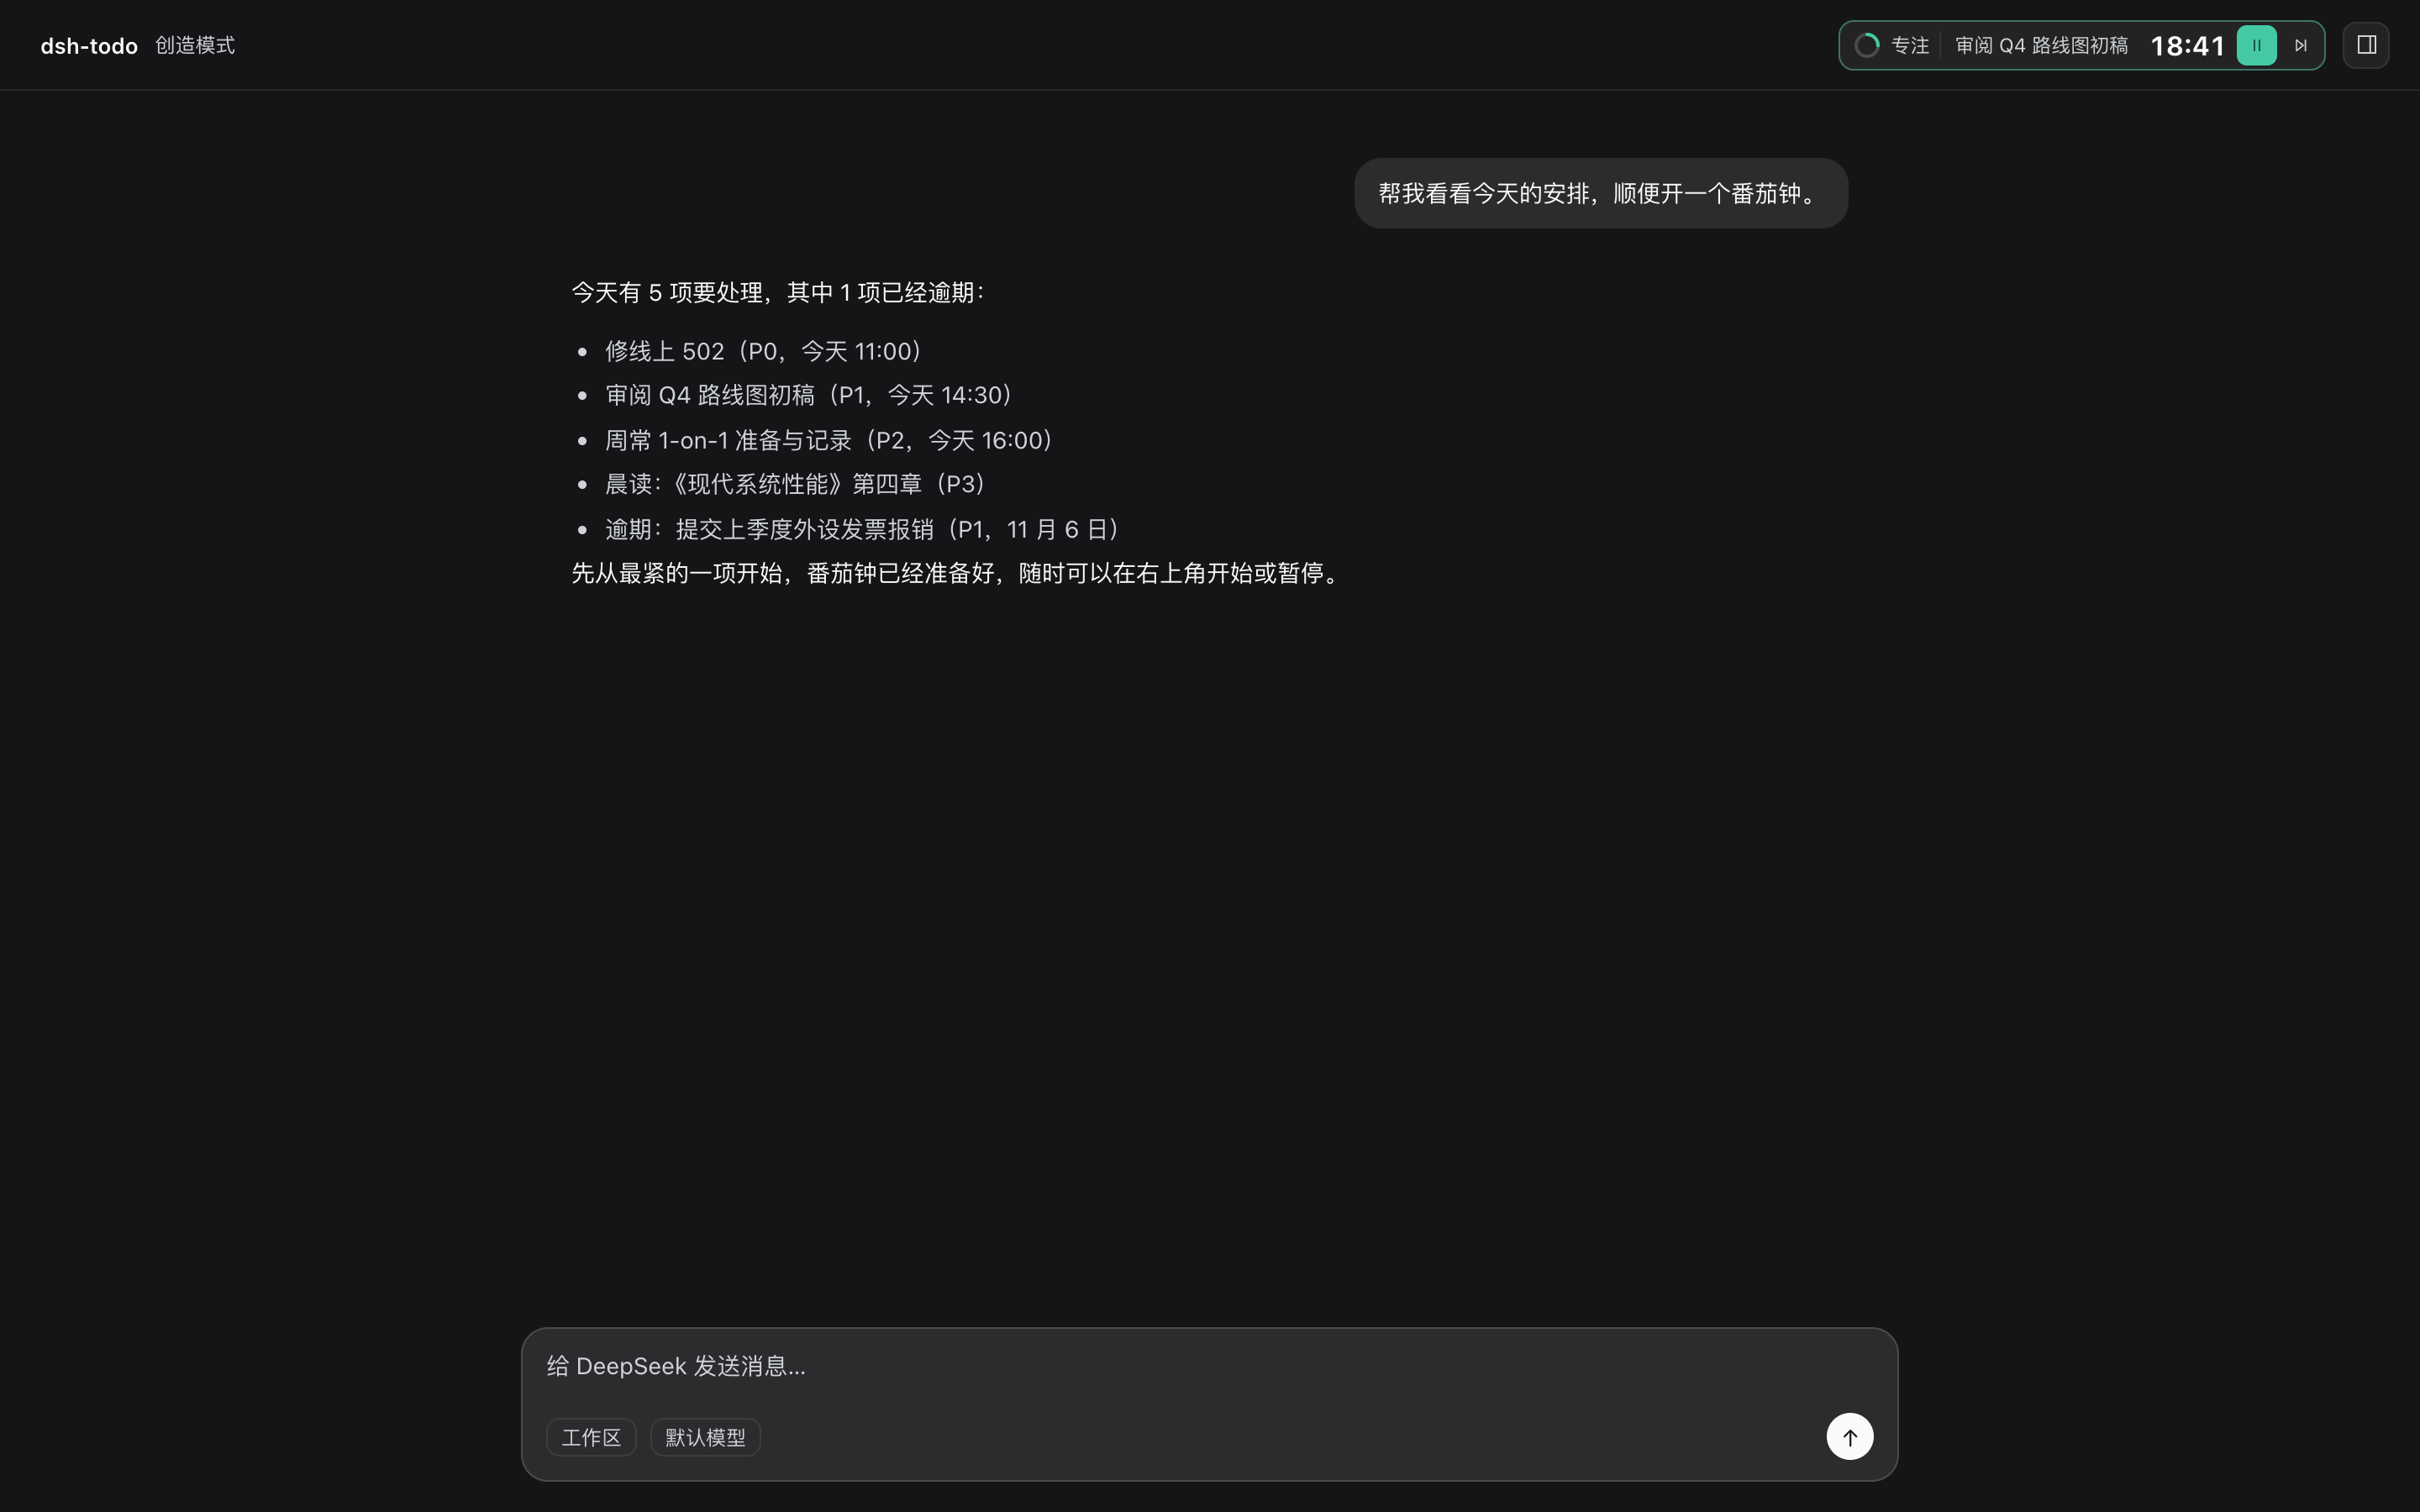 dsh-todo 创造模式
专注 审阅 Q4 路线图初稿 18:41
帮我看看今天的安排，顺便开一个番茄钟。
今天有 5 项要处理，其中 1 项已经逾期：
• 修线上 502（P0，今天 11:00）
• 审阅 Q4 路线图初稿（P1，今天 14:30）
• 周常 1-on-1 准备与记录（P2，今天 16:00）
• 晨读：《现代系统性能》第四章（P3）
• 逾期：提交上季度外设发票报销（P1，11 月 6 日）
先从最紧的一项开始，番茄钟已经准备好，随时可以在右上角开始或暂停。
给 DeepSeek 发送消息...
工作区 默认模型